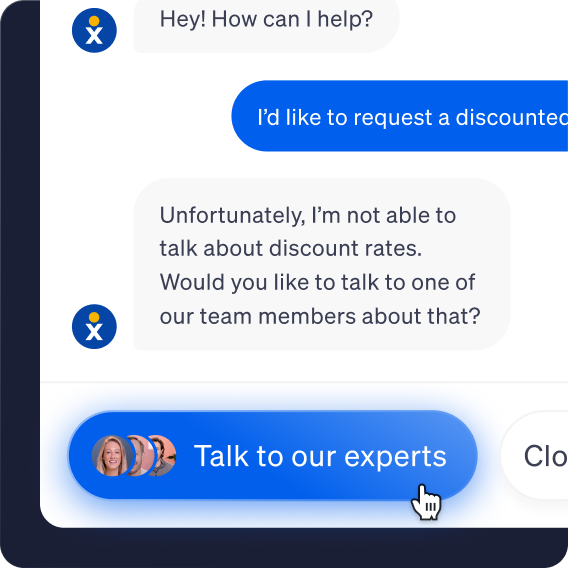 Hey! How can I help?
I’d like to request a discounted
Unfortunately, I’m not able to
talk about discount rates.
Would you like to talk to one of
our team members about that?
Talk to our experts
Clo